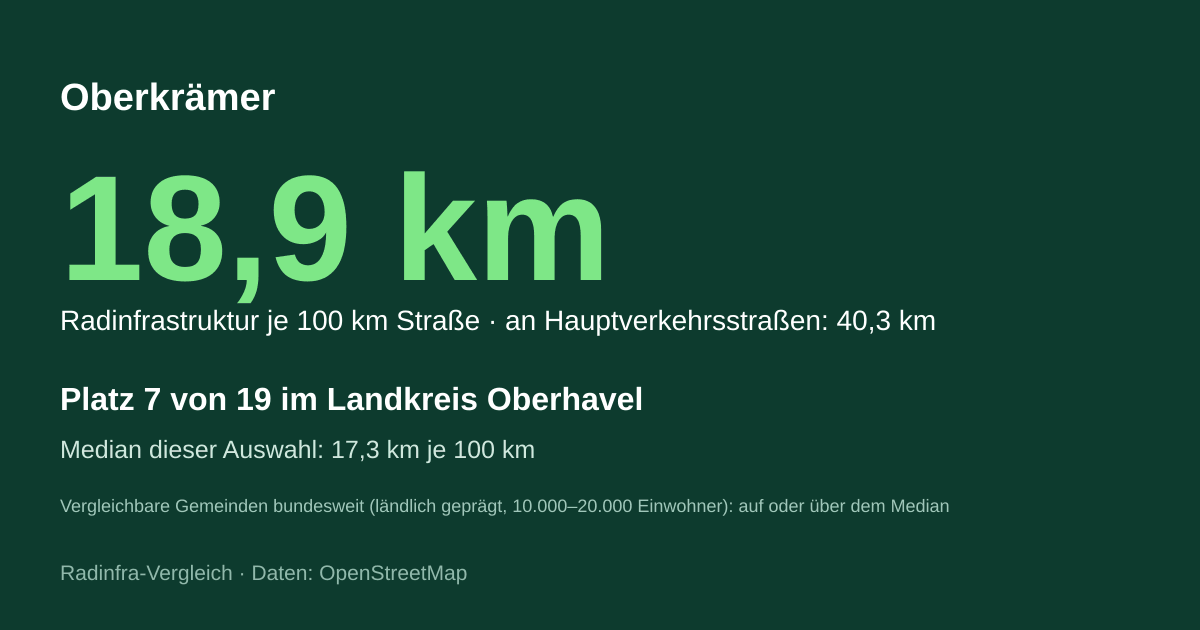 Oberkrämer
18,9 km
Radinfrastruktur je 100 km Straße · an Hauptverkehrsstraßen: 40,3 km
Platz 7 von 19 im Landkreis Oberhavel
Median dieser Auswahl: 17,3 km je 100 km
Vergleichbare Gemeinden bundesweit (ländlich geprägt, 10.000–20.000 Einwohner): auf oder über dem Median
Radinfra-Vergleich · Daten: OpenStreetMap